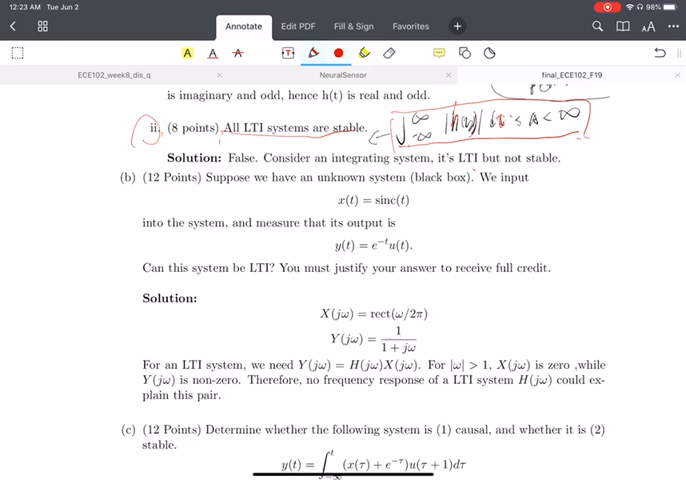 12:23 AM Tue Jun 2
98%
Annotate Edit PDF Fill & Sign Favorites +
ECE102_week8_dis_q × NeuralSensor × final_ECE102_F19 ×
is imaginary and odd, hence h(t) is real and odd.
ii. (8 points) All LTI systems are stable.
Solution: False. Consider an integrating system, it's LTI but not stable.
(b) (12 Points) Suppose we have an unknown system (black box). We input
x(t) = sinc(t)
into the system, and measure that its output is
y(t) = e^{-t}u(t).
Can this system be LTI? You must justify your answer to receive full credit.
Solution:
X(jω) = rect(ω/2π)
Y(jω) = 1/(1 + jω)
For an LTI system, we need Y(jω) = H(jω)X(jω). For |ω| > 1, X(jω) is zero ,while
Y(jω) is non-zero. Therefore, no frequency response of a LTI system H(jω) could ex-
plain this pair.
(c) (12 Points) Determine whether the following system is (1) causal, and whether it is (2)
stable.
y(t) = ∫_{-∞}^{t} (x(τ) + e^{-τ})u(τ + 1)dτ